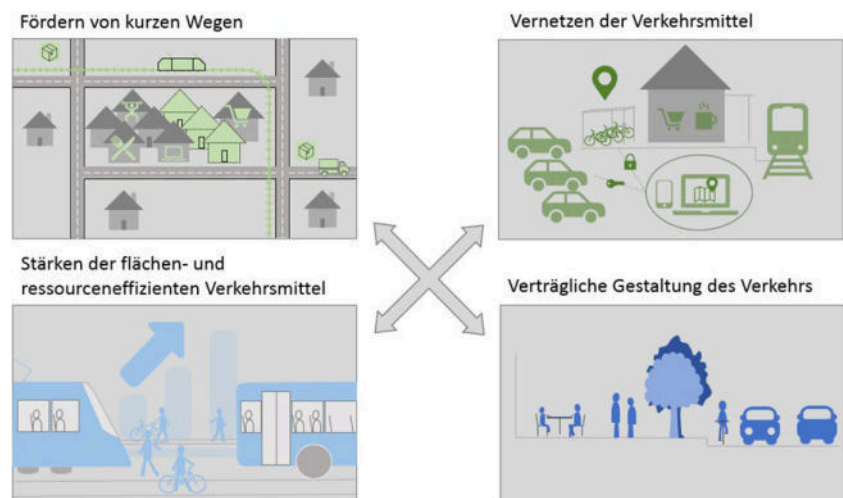 Fördern von kurzen Wegen
Vernetzen der Verkehrsmittel
Stärken der flächen- und
ressourceneffizienten Verkehrsmittel
Verträgliche Gestaltung des Verkehrs